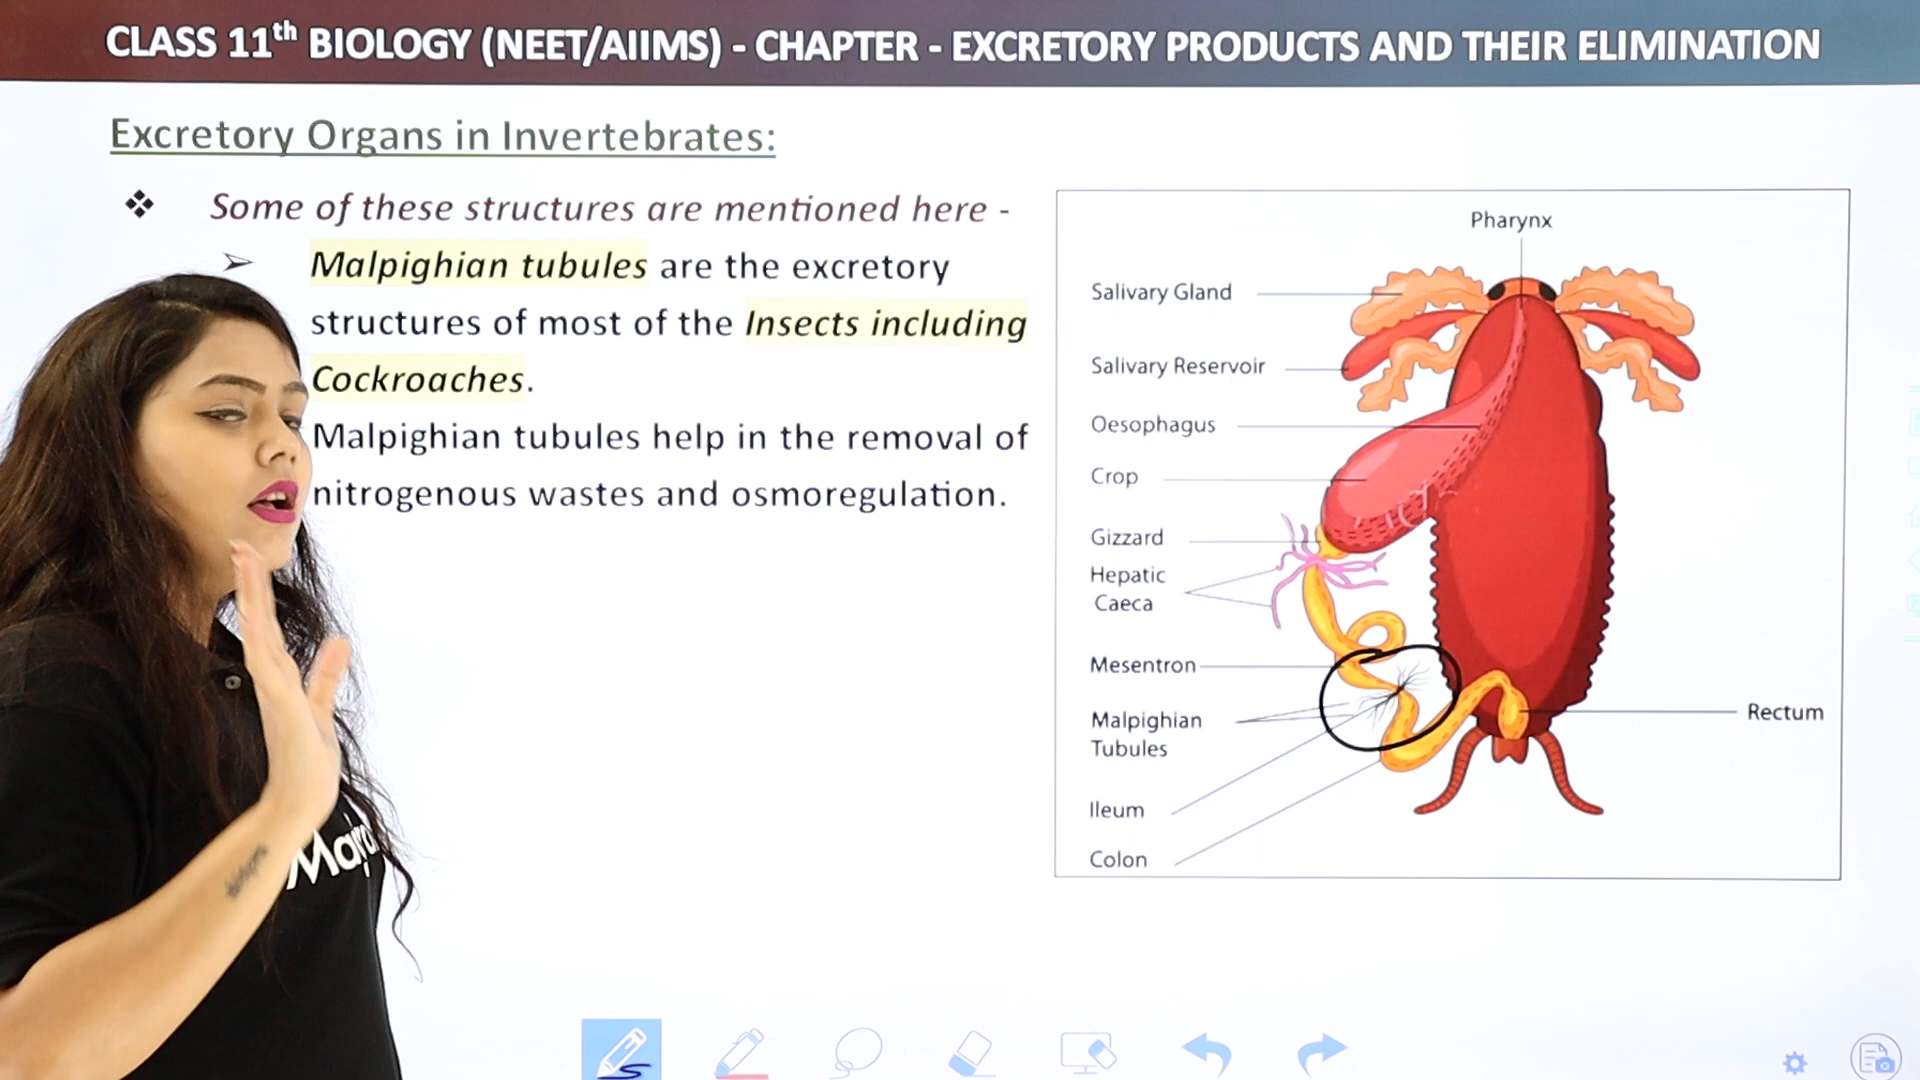 CLASS 11th BIOLOGY (NEET/AIIMS) - CHAPTER - EXCRETORY PRODUCTS AND THEIR ELIMINATION
Excretory Organs in Invertebrates:
❖ Some of these structures are mentioned here -
➢ Malpighian tubules are the excretory
structures of most of the Insects including
Cockroaches.
Malpighian tubules help in the removal of
nitrogenous wastes and osmoregulation.
Pharynx
Salivary Gland
Salivary Reservoir
Oesophagus
Crop
Gizzard
Hepatic
Caeca
Mesentron
Malpighian
Tubules
Rectum
Ileum
Colon